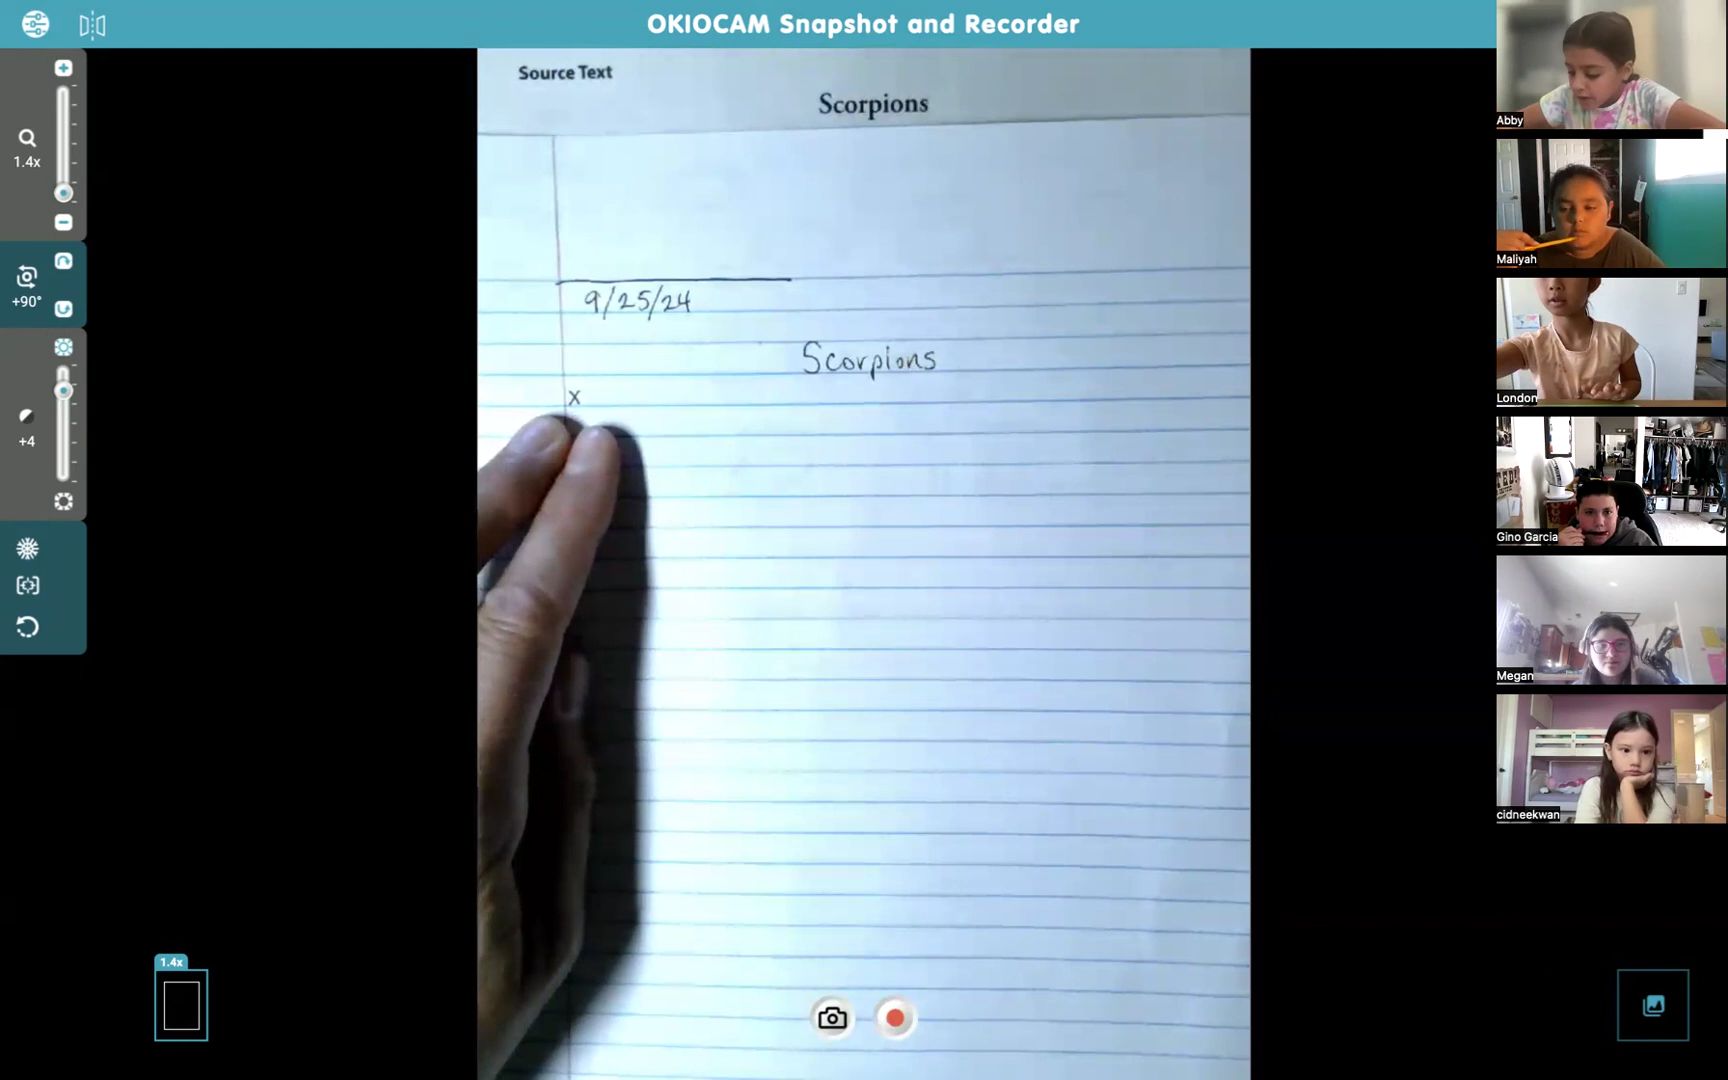 OKIOCAM Snapshot and Recorder
Source Text
Scorpions
9/25/24
Scorpions
x
1.4x
+90°
+4
1.4x
Abby
Maliyah
London
Gino Garcia
Megan
cidneekwan